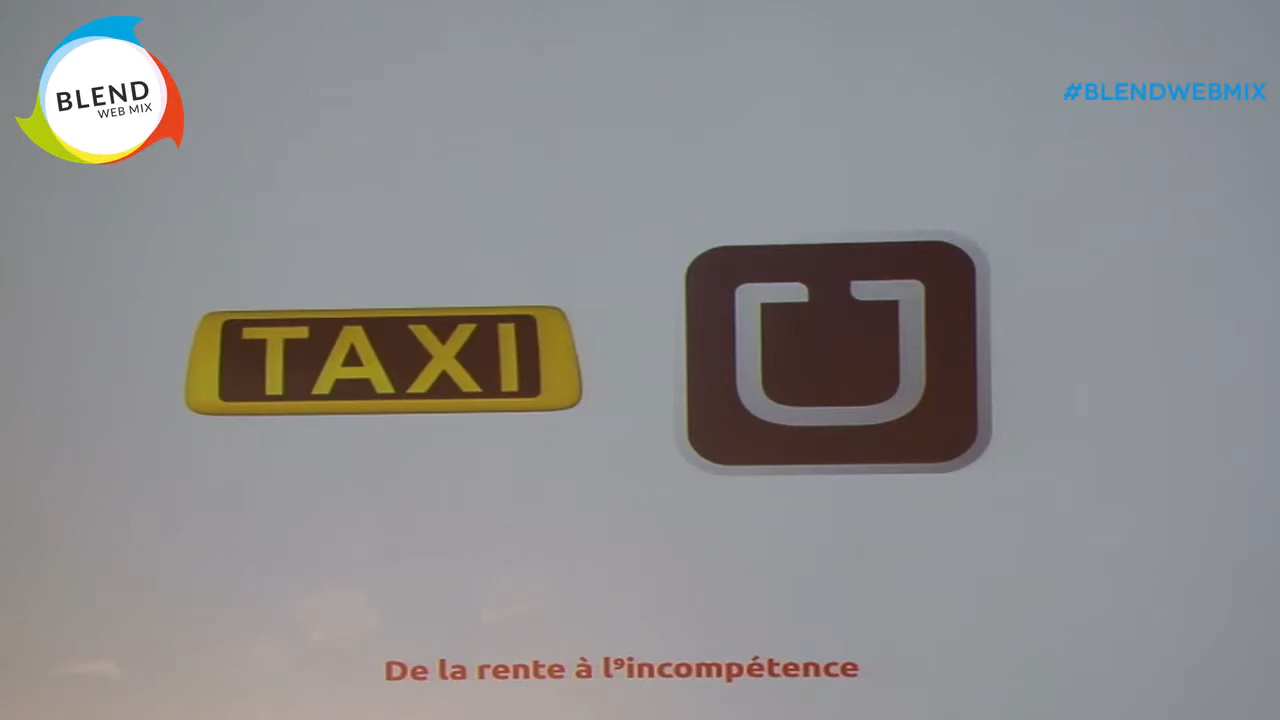 BLEND
WEB MIX
#BLENDWEBMIX
TAXI
De la rente à l'incompétence